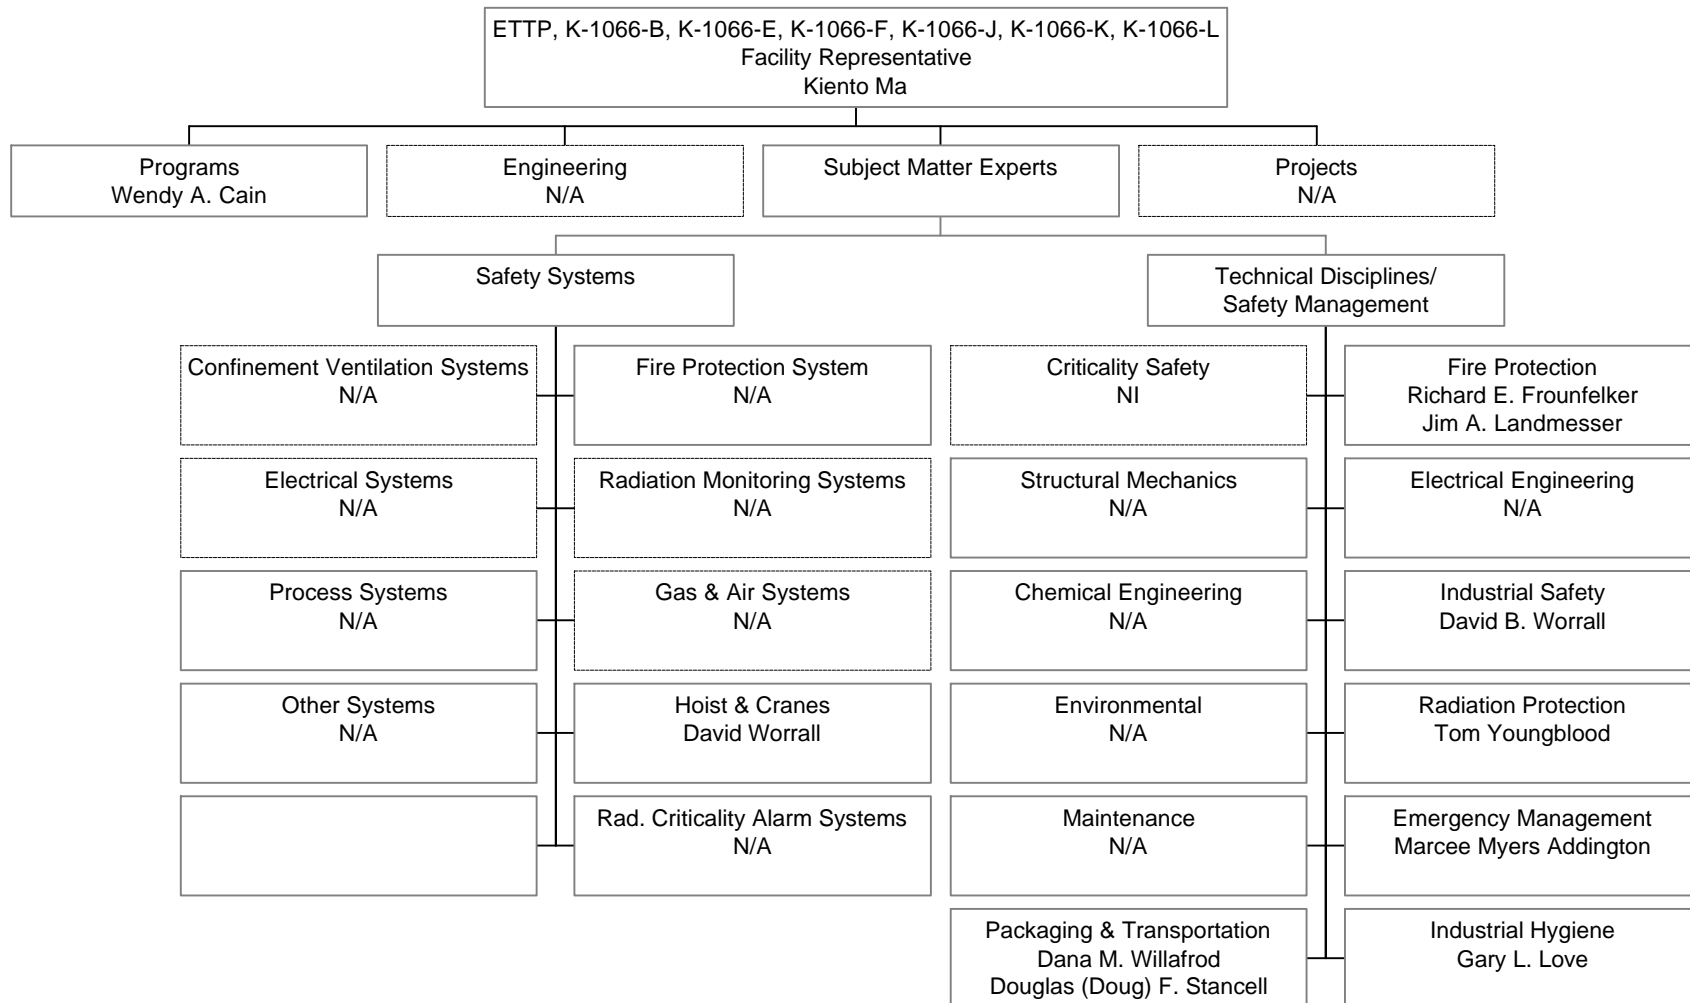 ETTP, K-1066-B, K-1066-E, K-1066-F, K-1066-J, K-1066-K, K-1066-L
Facility Representative
Kiento Ma
Programs
Wendy A. Cain
Engineering
N/A
Subject Matter Experts
Projects
N/A
Safety Systems
Technical Disciplines/
Safety Management
Confinement Ventilation Systems
N/A
Fire Protection System
N/A
Criticality Safety
NI
Fire Protection
Richard E. Frounfelker
Jim A. Landmesser
Electrical Systems
N/A
Radiation Monitoring Systems
N/A
Structural Mechanics
N/A
Electrical Engineering
N/A
Process Systems
N/A
Gas & Air Systems
N/A
Chemical Engineering
N/A
Industrial Safety
David B. Worrall
Other Systems
N/A
Hoist & Cranes
David Worrall
Environmental
N/A
Radiation Protection
Tom Youngblood
Rad. Criticality Alarm Systems
N/A
Maintenance
N/A
Emergency Management
Marcee Myers Addington
Packaging & Transportation
Dana M. Willafrod
Douglas (Doug) F. Stancell
Industrial Hygiene
Gary L. Love